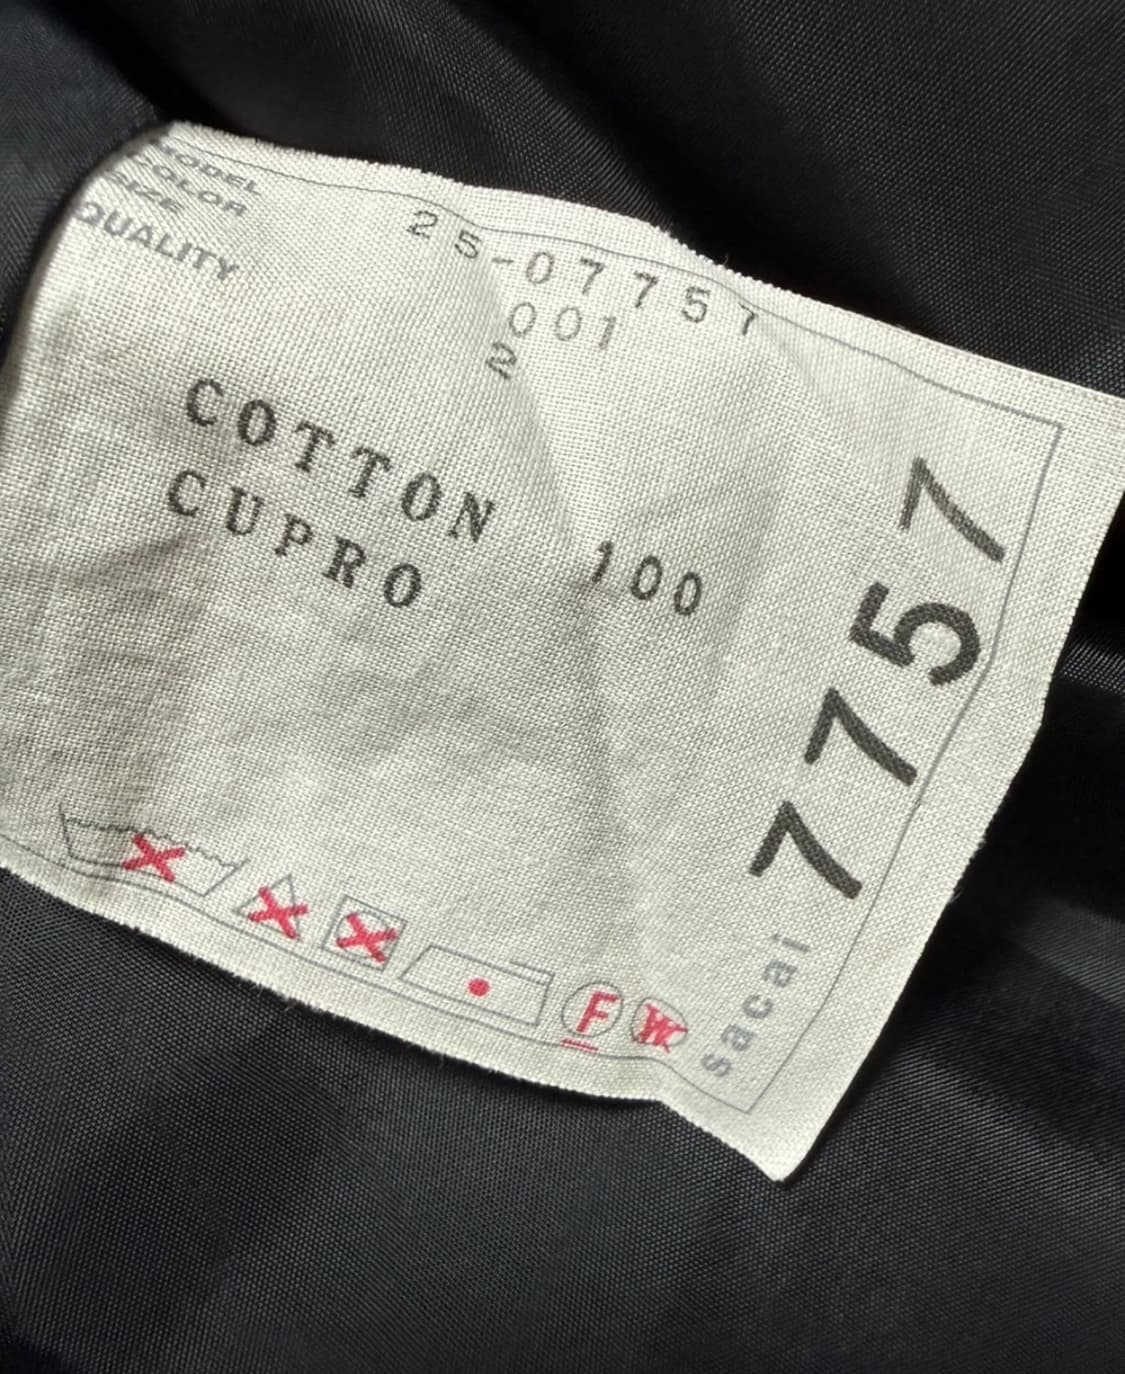 MODEL 25-07757
COLOR 001
SIZE 2
QUALITY
COTTON 100
CUPRO
F W
sacai 7757